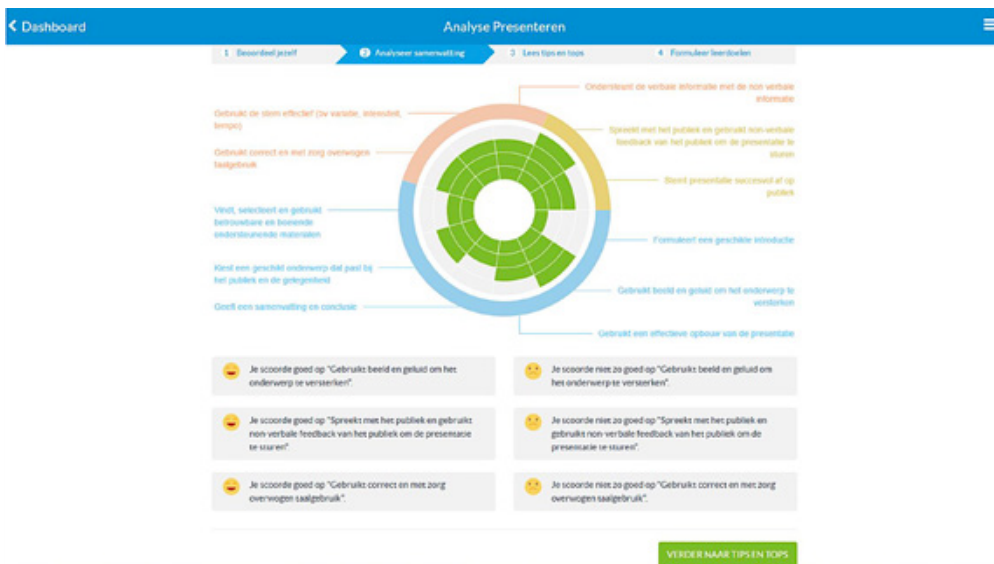 Dashboard
Analyse Presenteren
1 Beoordeel jezelf
2 Analyseer samenvatting
3 Lees tips en tops
4 Formuleer leerdoelen
Ondersteunt de verbale informatie met de non verbale
informatie
Gebruikt de stem effectief (bv variatie, intensiteit,
tempo)
Spreekt met het publiek en gebruikt non-verbale
feedback van het publiek om de presentatie te
sturen
Gebruikt correct en met zorg overwogen
taalgebruik
Stemt presentatie succesvol af op
publiek
Vindt, selecteert en gebruikt
betrouwbare en boeiende
ondersteunende materialen
Formuleert een geschikte introductie
Kiest een geschikt onderwerp dat past bij
het publiek en de gelegenheid
Gebruikt beeld en geluid om het onderwerp te
versterken
Geeft een samenvatting en conclusie
Gebruikt een effectieve opbouw van de presentatie
Je scoorde goed op "Gebruikt beeld en geluid om het
onderwerp te versterken".
Je scoorde niet zo goed op "Gebruikt beeld en geluid om
het onderwerp te versterken".
Je scoorde goed op "Spreekt met het publiek en gebruikt
non-verbale feedback van het publiek om de presentatie
te sturen".
Je scoorde niet zo goed op "Spreekt met het publiek en
gebruikt non-verbale feedback van het publiek om de
presentatie te sturen".
Je scoorde goed op "Gebruikt correct en met zorg
overwogen taalgebruik".
Je scoorde niet zo goed op "Gebruikt correct en met zorg
overwogen taalgebruik".
VERDER NAAR TIPS EN TOPS